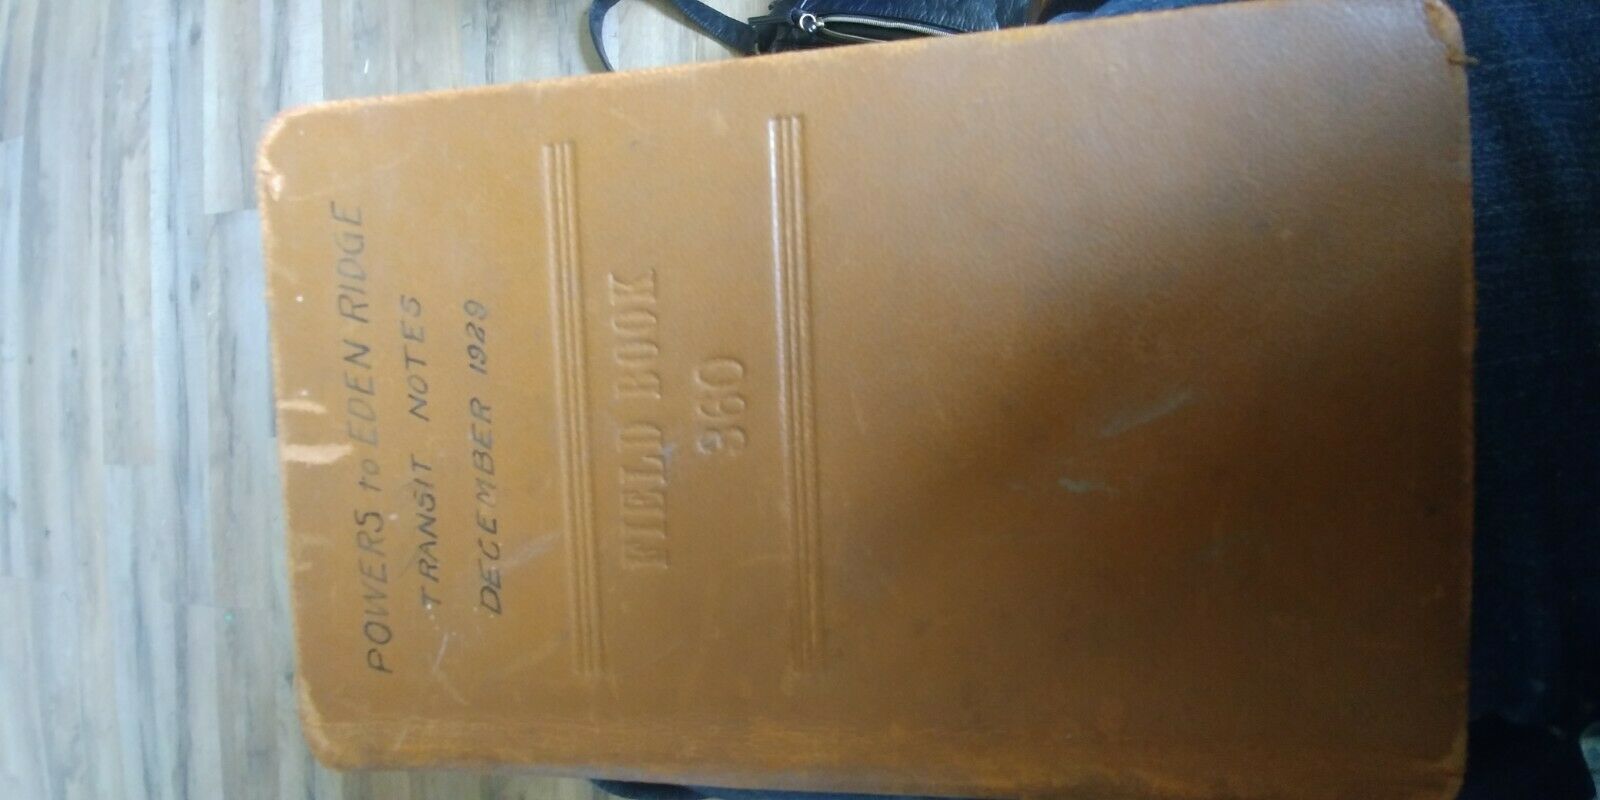 POWERS to EDEN RIDGE
TRANSIT NOTES
DECEMBER 1929
FIELD BOOK
360